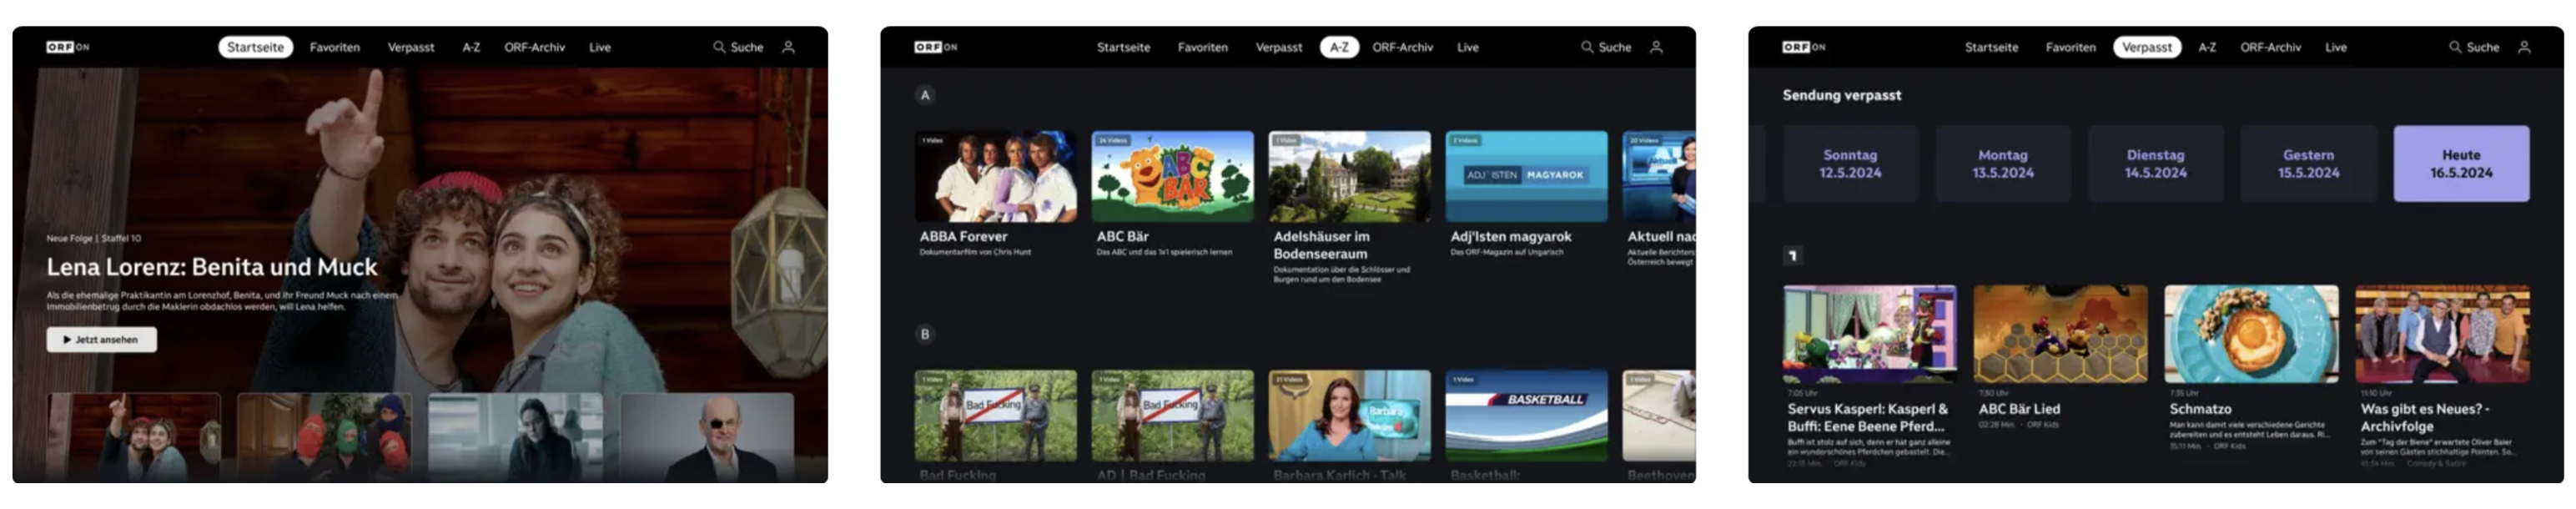 ORF ON
Startseite
Favoriten
Verpasst
A-Z
ORF-Archiv
Live
Suche
Neue Folge | Staffel 10
Lena Lorenz: Benita und Muck
Als die ehemalige Praktikantin am Lorenzhof, Benita, und ihr Freund Muck nach einem
Immobilienbetrug durch die Maklerin obdachlos werden, will Lena helfen.
Jetzt ansehen
ORF ON
Startseite
Favoriten
Verpasst
A-Z
ORF-Archiv
Live
Suche
A
1 Video
ABBA Forever
Dokumentarfilm von Chris Hunt
26 Videos
ABC BÄR
ABC Bär
Das ABC und das 1x1 spielerisch lernen
1 Video
Adelshäuser im
Bodenseeraum
Dokumentation über die Schlösser und
Burgen rund um den Bodensee
2 Videos
ADJ'ISTEN MAGYAROK
Adj'Isten magyarok
Das ORF-Magazin auf Ungarisch
20 Videos
Aktuell
Aktuell nac
Aktuelle Berichters
Österreich bewegt
B
1 Video
Bad Fucking
Bad Fucking
1 Video
Bad Fucking
AD | Bad Fucking
21 Videos
Barbara
Karlich
Barbara Karlich - Talk
1 Video
BASKETBALL
Basketball:
1 Video
Beethoven
ORF ON
Startseite
Favoriten
Verpasst
A-Z
ORF-Archiv
Live
Suche
Sendung verpasst
Sonntag
12.5.2024
Montag
13.5.2024
Dienstag
14.5.2024
Gestern
15.5.2024
Heute
16.5.2024
1
7:05 Uhr
Servus Kasperl: Kasperl &
Buffi: Eene Beene Pferd...
Buffi ist stolz auf sich, denn er hat ganz alleine
ein wunderschönes Pferdchen gebastelt. Die...
22:15 Min. · ORF Kids
7:30 Uhr
ABC Bär Lied
02:28 Min. · ORF Kids
7:35 Uhr
Schmatzo
Man kann damit viele verschiedene Gerichte
zubereiten und es entsteht Leben daraus. Ri...
15:11 Min. · ORF Kids
11:10 Uhr
Was gibt es Neues? -
Archivfolge
Zum "Tag der Biene" erwartete Oliver Baier
von seinen Gästen stichhaltige Pointen. So...
41:34 Min. · Comedy & Satire